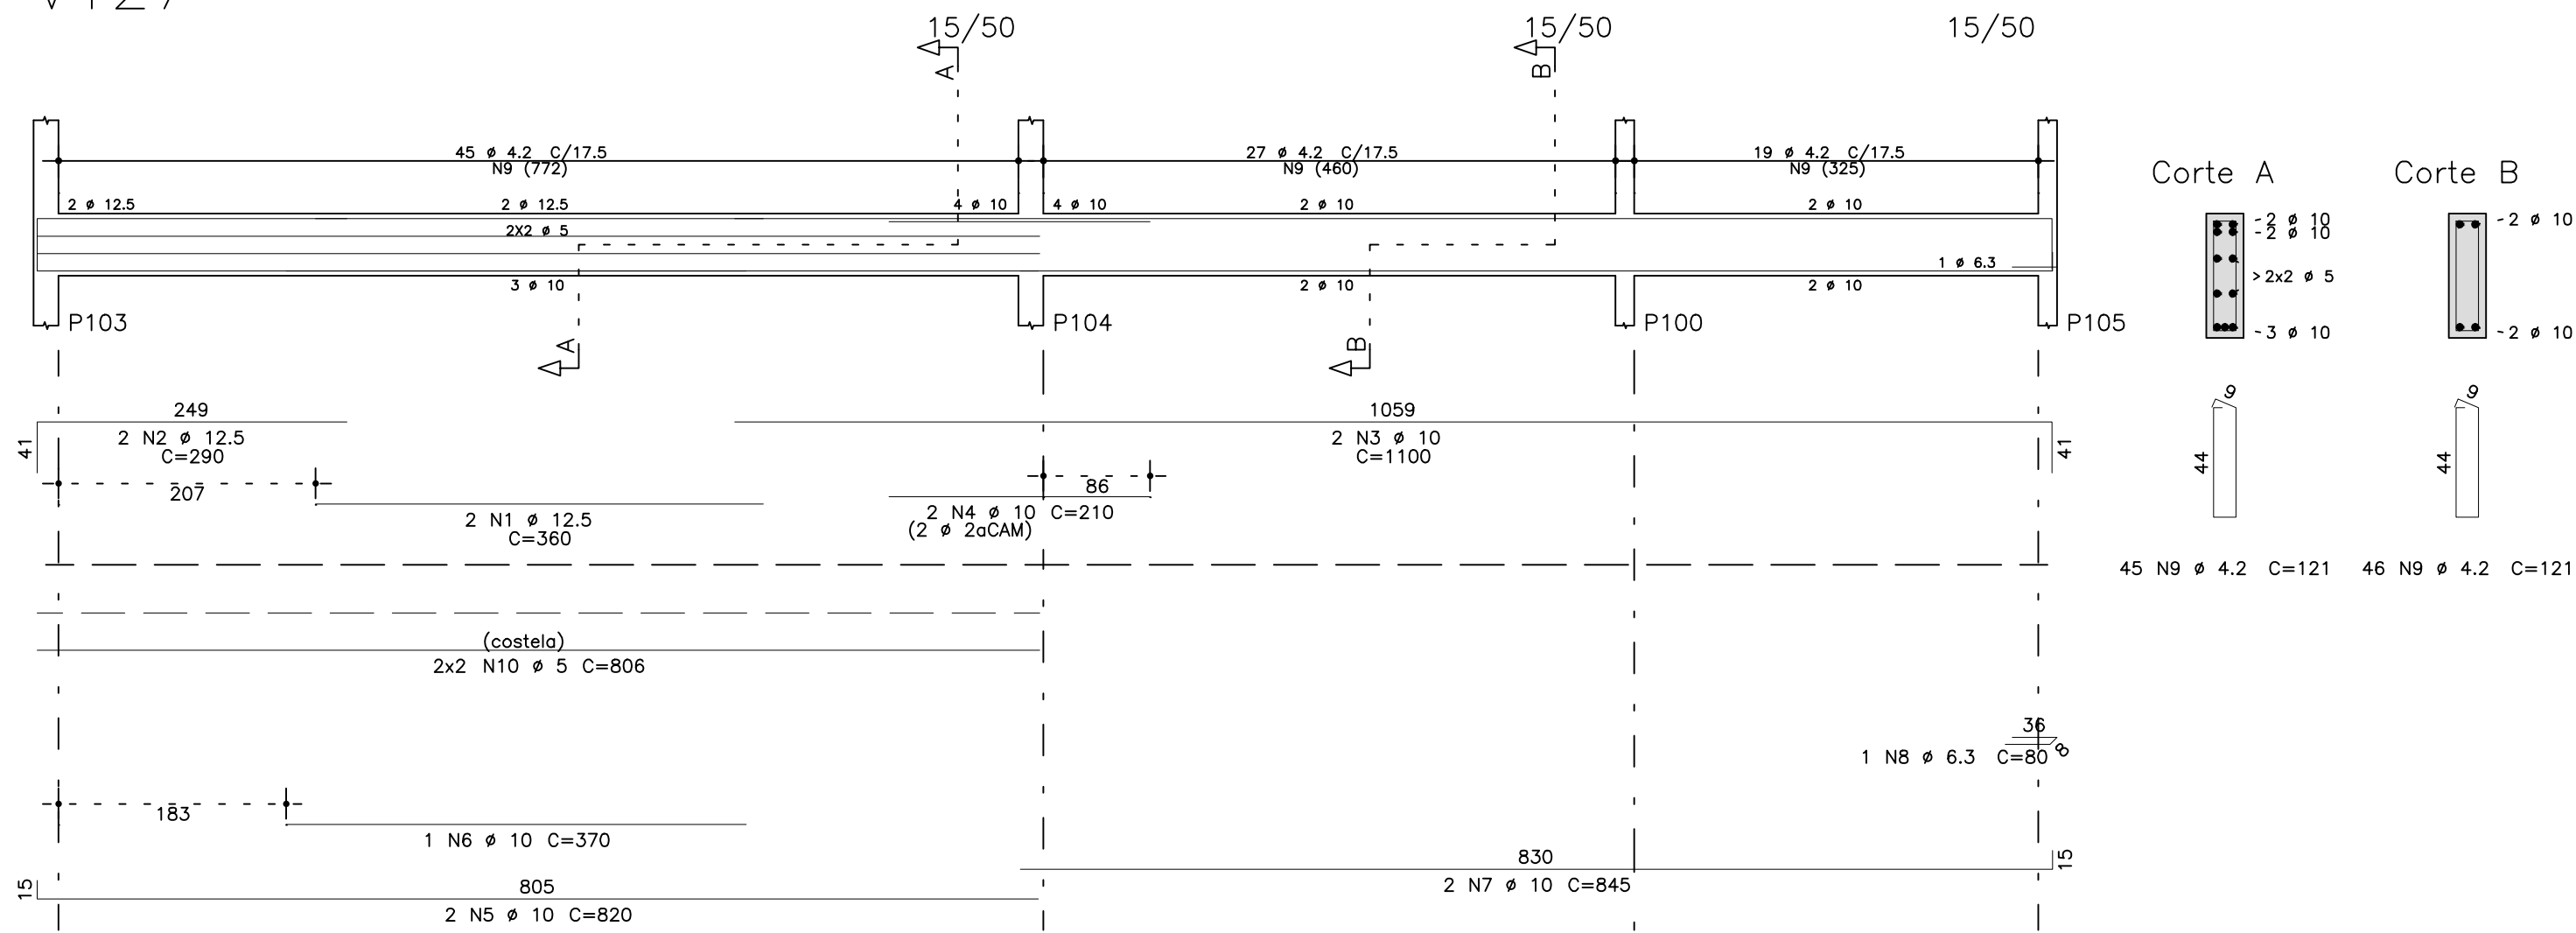 15/50
15/50
15/50
A
B
45 ø 4.2 C/17.5
N9 (772)
27 ø 4.2 C/17.5
N9 (460)
19 ø 4.2 C/17.5
N9 (325)
2 ø 12.5
2 ø 12.5
4 ø 10
4 ø 10
2 ø 10
2 ø 10
2X2 ø 5
1 ø 6.3
3 ø 10
2 ø 10
2 ø 10
P103
P104
P100
P105
A
B
Corte A
Corte B
-2 ø 10
-2 ø 10
>2x2 ø 5
-3 ø 10
-2 ø 10
-2 ø 10
9
44
9
44
45 N9 ø 4.2 C=121
46 N9 ø 4.2 C=121
249
41
2 N2 ø 12.5
C=290
1059
41
2 N3 ø 10
C=1100
207
86
2 N1 ø 12.5
C=360
2 N4 ø 10 C=210
(2 ø 2aCAM)
(costela)
2x2 N10 ø 5 C=806
36
8
1 N8 ø 6.3 C=80
183
1 N6 ø 10 C=370
830
15
2 N7 ø 10 C=845
15
805
2 N5 ø 10 C=820